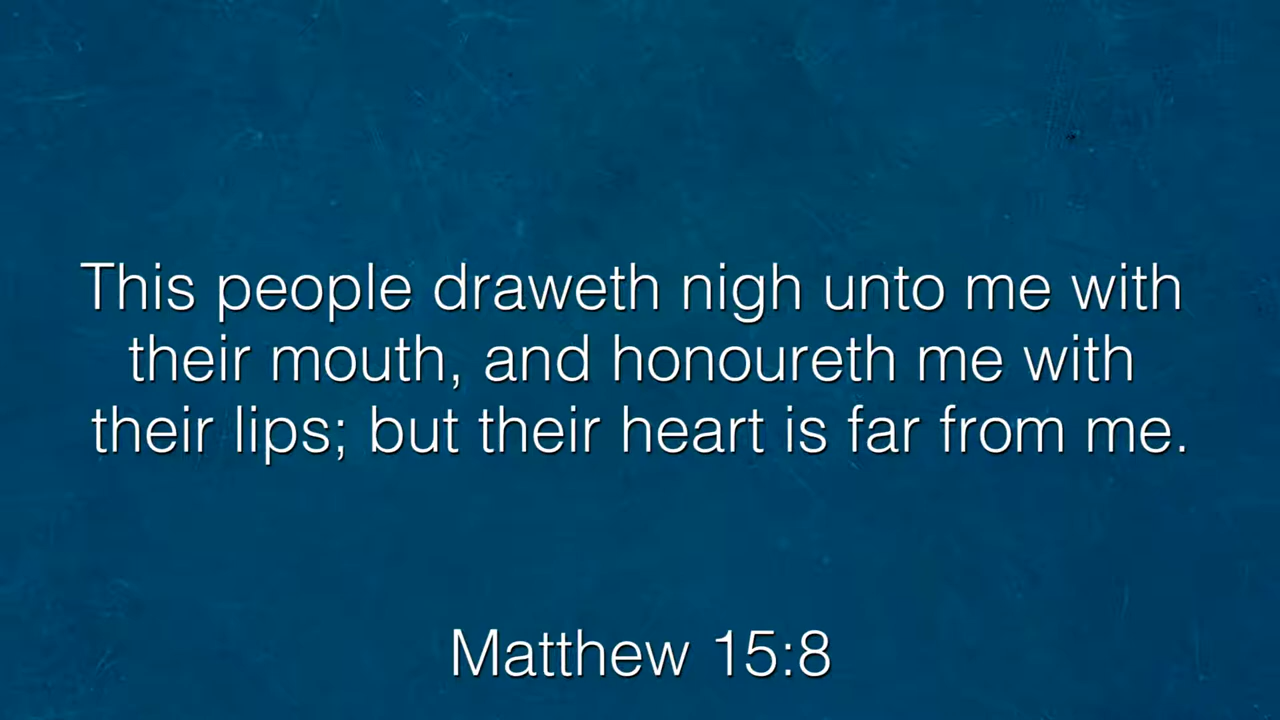 This people draweth nigh unto me with
their mouth, and honoureth me with
their lips; but their heart is far from me.
Matthew 15:8